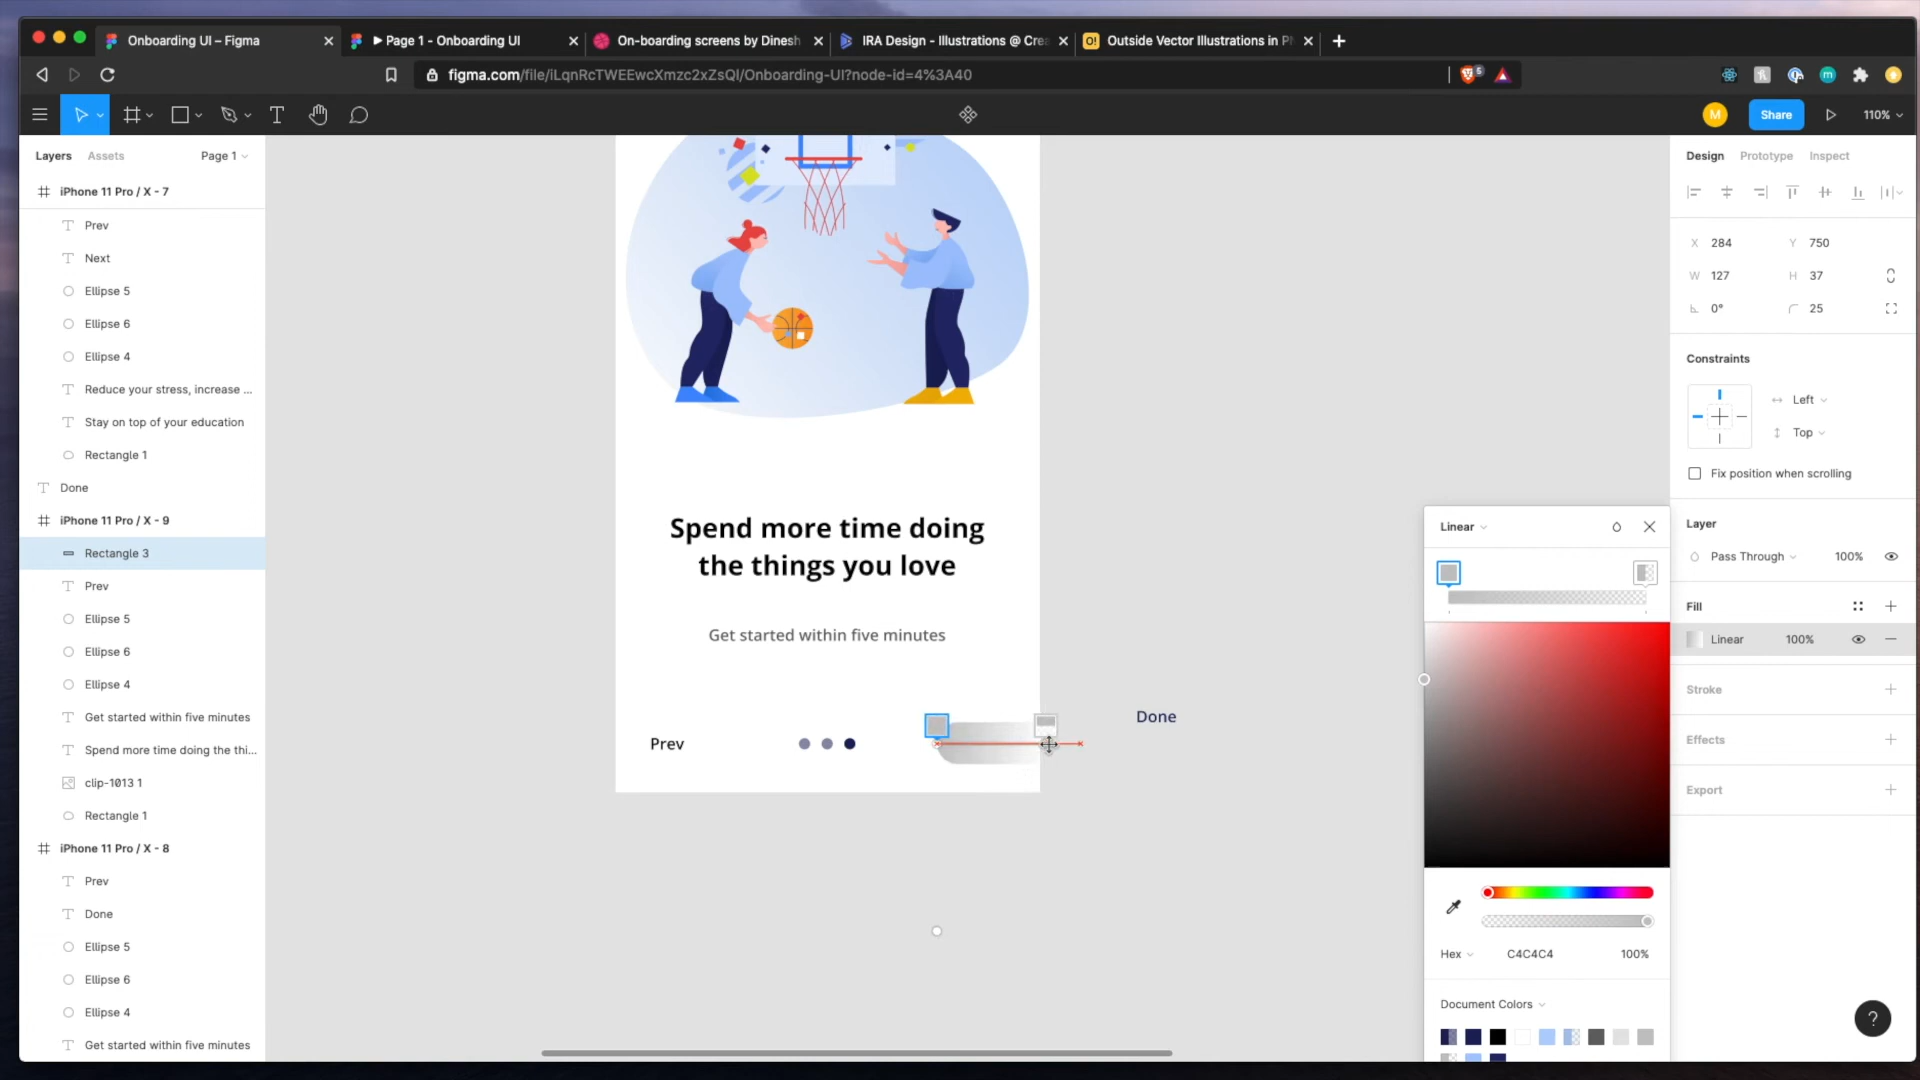 Onboarding UI – Figma
Page 1 - Onboarding UI
On-boarding screens by Dinesh
IRA Design - Illustrations @ Cre
Outside Vector Illustrations in P
figma.com/file/iLqnRcTWEEwcXmzc2xZsQl/Onboarding-UI?node-id=4%3A40
5
M
Share
110%
Layers
Assets
Page 1
iPhone 11 Pro / X - 7
Prev
Next
Ellipse 5
Ellipse 6
Ellipse 4
Reduce your stress, increase ...
Stay on top of your education
Rectangle 1
Done
iPhone 11 Pro / X - 9
Rectangle 3
Prev
Ellipse 5
Ellipse 6
Ellipse 4
Get started within five minutes
Spend more time doing the thi...
clip-1013 1
Rectangle 1
iPhone 11 Pro / X - 8
Prev
Done
Ellipse 5
Ellipse 6
Ellipse 4
Get started within five minutes
Spend more time doing
the things you love
Get started within five minutes
Prev
Done
Linear
Hex C4C4C4 100%
Document Colors
Design Prototype Inspect
X 284 Y 750
W 127 H 37
0° 25
Constraints
Left
Top
Fix position when scrolling
Layer
Pass Through 100%
Fill
Linear 100%
Stroke
Effects
Export
?